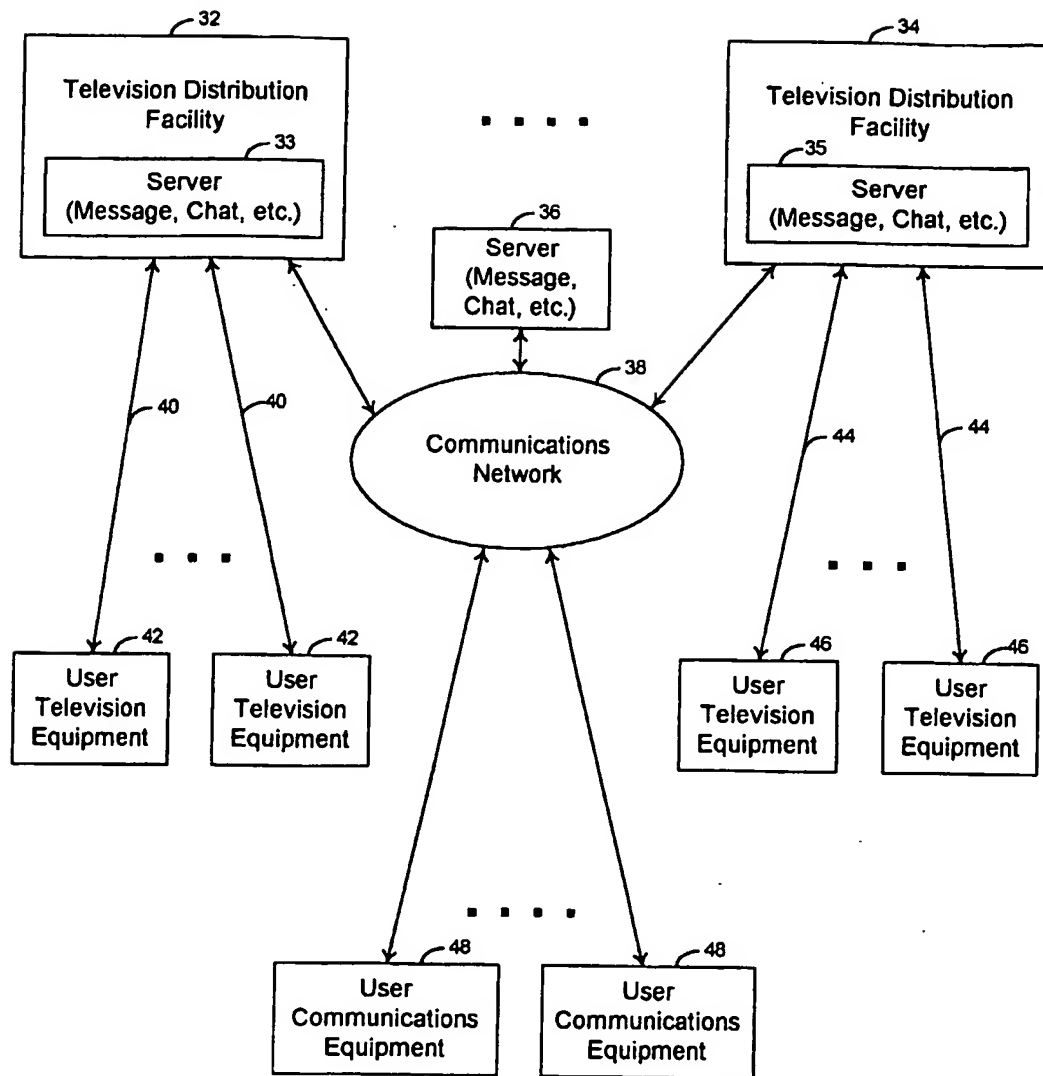 32
34
Television Distribution
Facility
33
Server
(Message, Chat, etc.)
Television Distribution
Facility
35
Server
(Message, Chat, etc.)
36
Server
(Message,
Chat, etc.)
38
Communications
Network
40
40
44
44
42
User
Television
Equipment
42
User
Television
Equipment
46
User
Television
Equipment
46
User
Television
Equipment
48
User
Communications
Equipment
48
User
Communications
Equipment